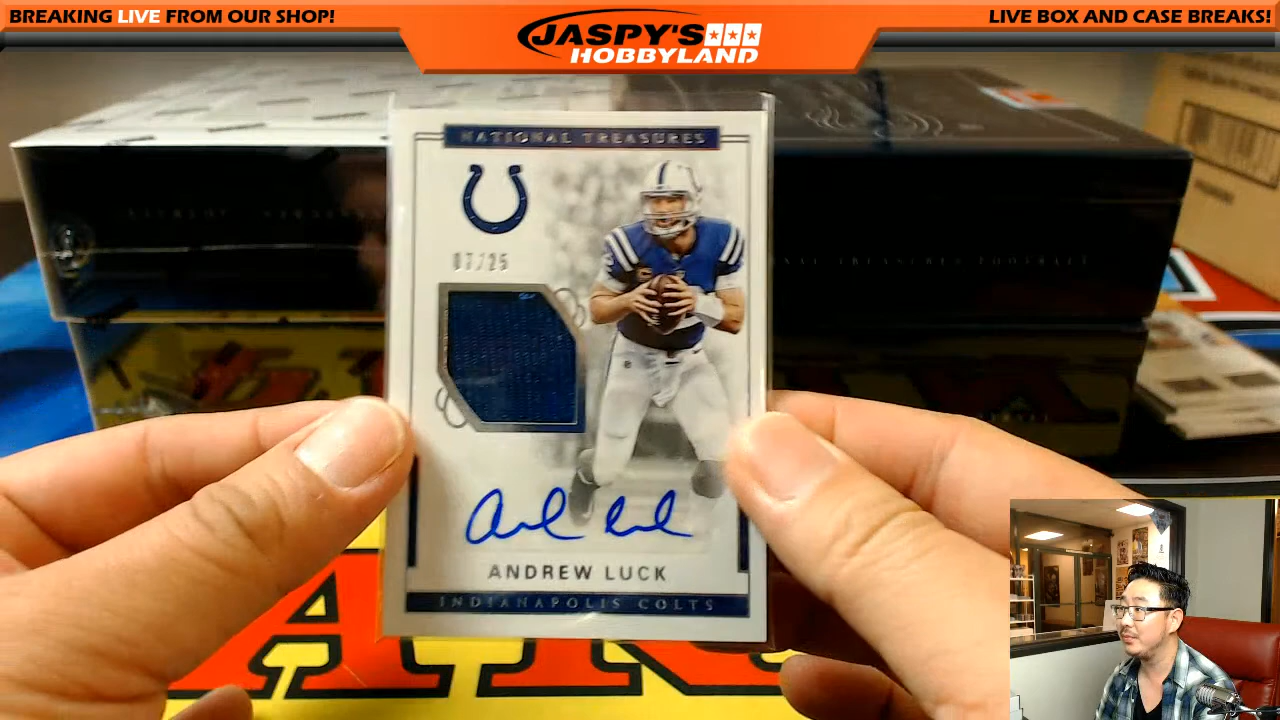 BREAKING LIVE FROM OUR SHOP!
JASPY'S
HOBBYLAND
LIVE BOX AND CASE BREAKS!
NATIONAL TREASURES
07/25
ANDREW LUCK
INDIANAPOLIS COLTS